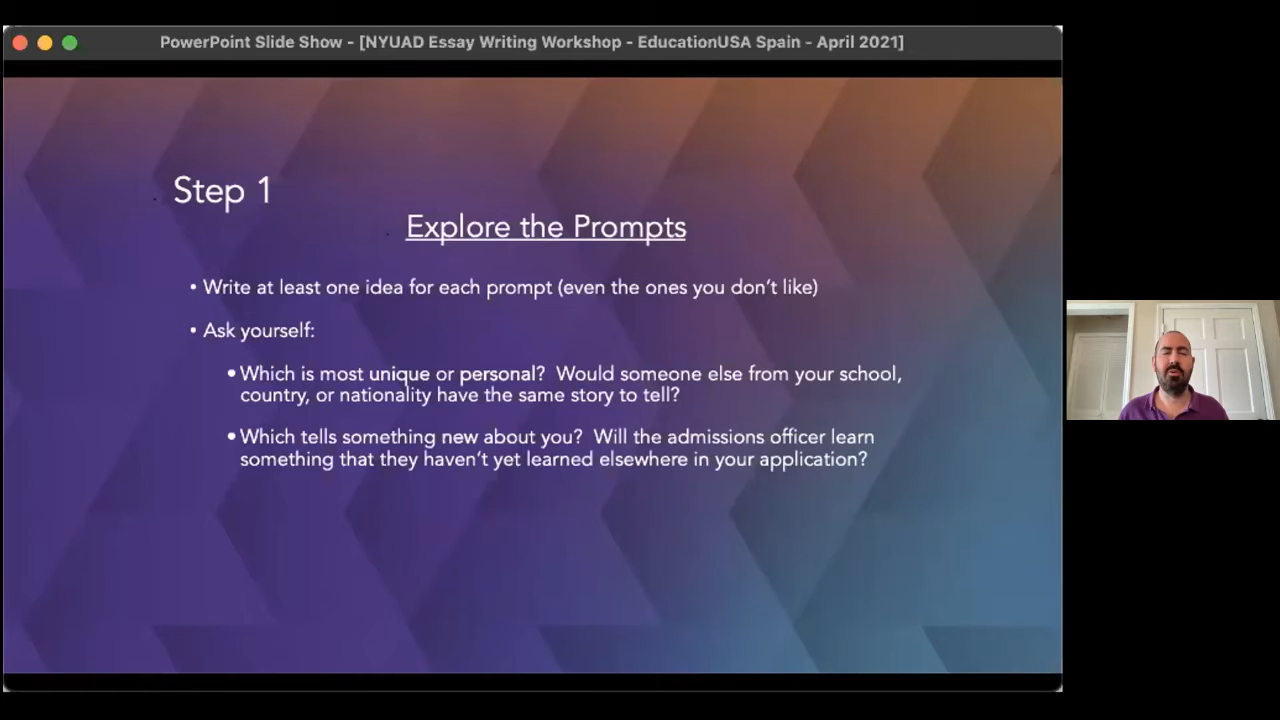 PowerPoint Slide Show - [NYUAD Essay Writing Workshop - EducationUSA Spain - April 2021]
Step 1
Explore the Prompts
• Write at least one idea for each prompt (even the ones you don't like)
• Ask yourself:
• Which is most unique or personal?  Would someone else from your school,
country, or nationality have the same story to tell?
• Which tells something new about you?  Will the admissions officer learn
something that they haven't yet learned elsewhere in your application?